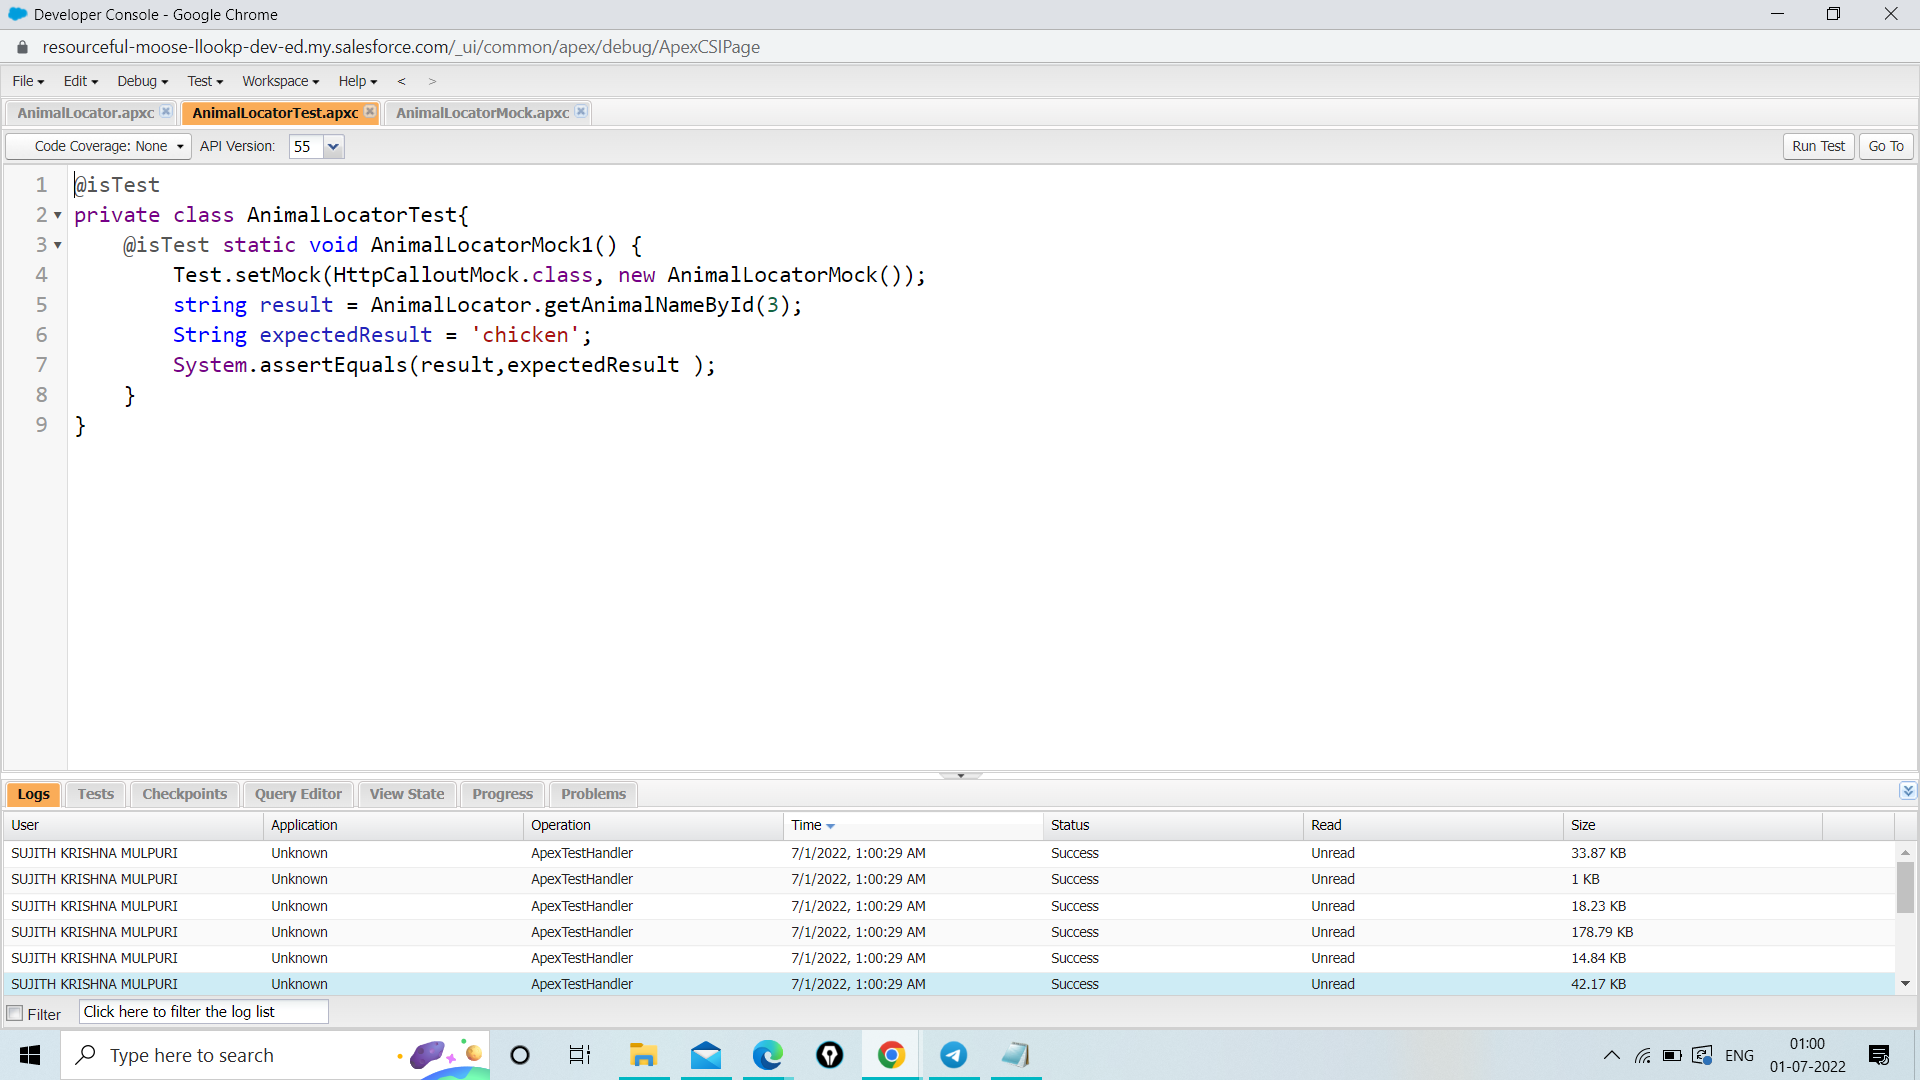 Developer Console - Google Chrome
resourceful-moose-llookp-dev-ed.my.salesforce.com/_ui/common/apex/debug/ApexCSIPage
File Edit Debug Test Workspace Help < >
AnimalLocator.apxc AnimalLocatorTest.apxc AnimalLocatorMock.apxc
Code Coverage: None API Version: 55 Run Test Go To
1 @isTest
2 private class AnimalLocatorTest{
3 @isTest static void AnimalLocatorMock1() {
4 Test.setMock(HttpCalloutMock.class, new AnimalLocatorMock());
5 string result = AnimalLocator.getAnimalNameById(3);
6 String expectedResult = 'chicken';
7 System.assertEquals(result,expectedResult );
8 }
9 }
Logs Tests Checkpoints Query Editor View State Progress Problems
User Application Operation Time Status Read Size
SUJITH KRISHNA MULPURI Unknown ApexTestHandler 7/1/2022, 1:00:29 AM Success Unread 33.87 KB
SUJITH KRISHNA MULPURI Unknown ApexTestHandler 7/1/2022, 1:00:29 AM Success Unread 1 KB
SUJITH KRISHNA MULPURI Unknown ApexTestHandler 7/1/2022, 1:00:29 AM Success Unread 18.23 KB
SUJITH KRISHNA MULPURI Unknown ApexTestHandler 7/1/2022, 1:00:29 AM Success Unread 178.79 KB
SUJITH KRISHNA MULPURI Unknown ApexTestHandler 7/1/2022, 1:00:29 AM Success Unread 14.84 KB
SUJITH KRISHNA MULPURI Unknown ApexTestHandler 7/1/2022, 1:00:29 AM Success Unread 42.17 KB
Filter Click here to filter the log list
Type here to search ENG 01:00
01-07-2022